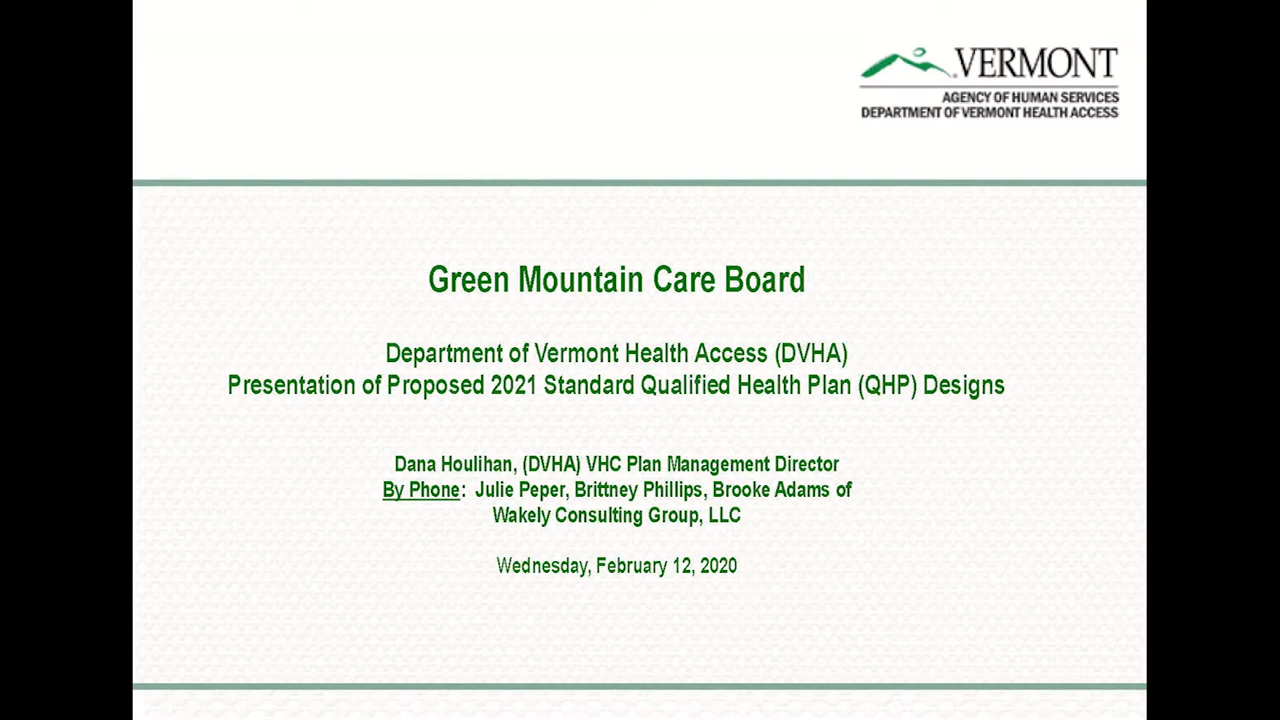 VERMONT
AGENCY OF HUMAN SERVICES
DEPARTMENT OF VERMONT HEALTH ACCESS
Green Mountain Care Board
Department of Vermont Health Access (DVHA)
Presentation of Proposed 2021 Standard Qualified Health Plan (QHP) Designs
Dana Houlihan, (DVHA) VHC Plan Management Director
By Phone: Julie Peper, Brittney Phillips, Brooke Adams of
Wakely Consulting Group, LLC
Wednesday, February 12, 2020